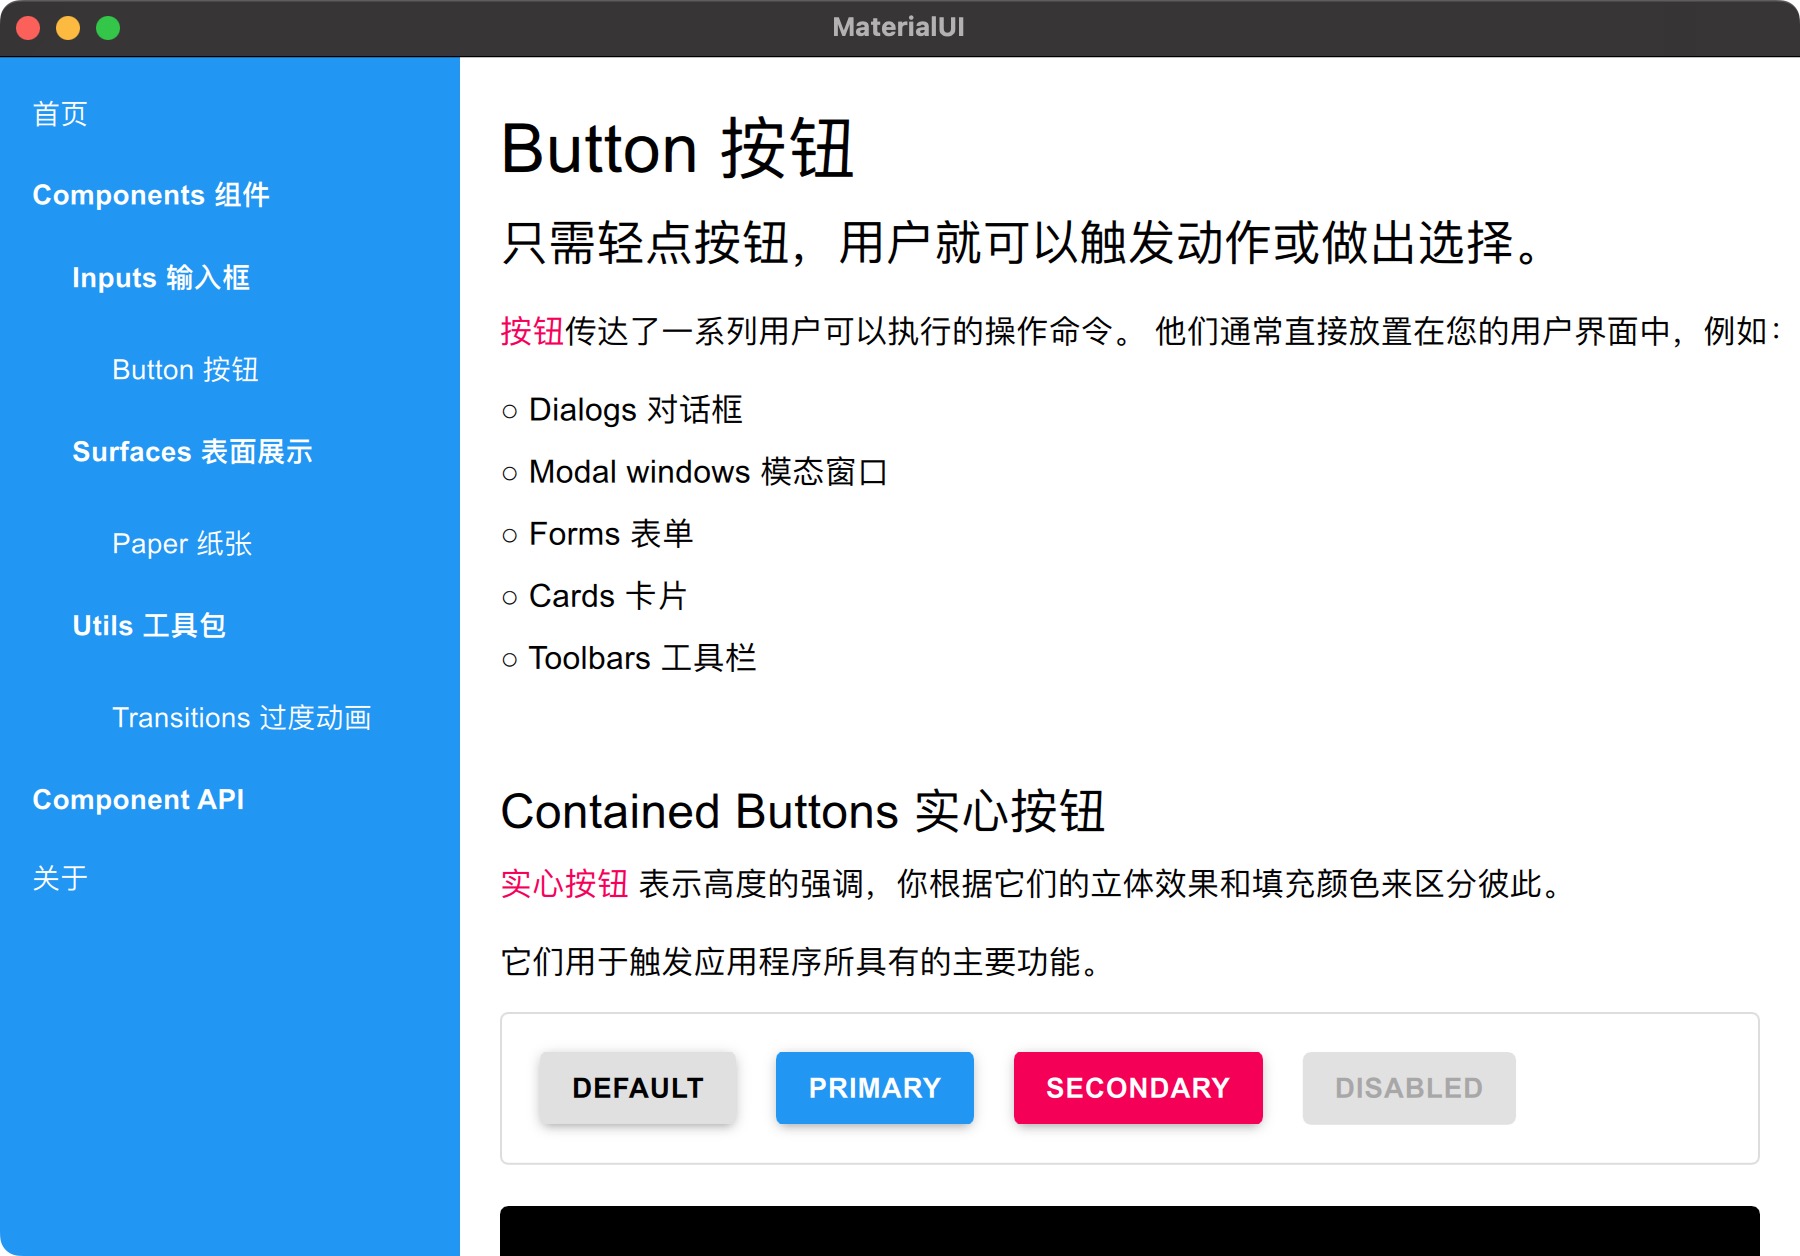 MaterialUI
首页
Components 组件
Inputs 输入框
Button 按钮
Surfaces 表面展示
Paper 纸张
Utils 工具包
Transitions 过度动画
Component API
关于
Button 按钮
只需轻点按钮，用户就可以触发动作或做出选择。
按钮传达了一系列用户可以执行的操作命令。 他们通常直接放置在您的用户界面中，例如：
○ Dialogs 对话框
○ Modal windows 模态窗口
○ Forms 表单
○ Cards 卡片
○ Toolbars 工具栏
Contained Buttons 实心按钮
实心按钮 表示高度的强调，你根据它们的立体效果和填充颜色来区分彼此。
它们用于触发应用程序所具有的主要功能。
DEFAULT PRIMARY SECONDARY DISABLED